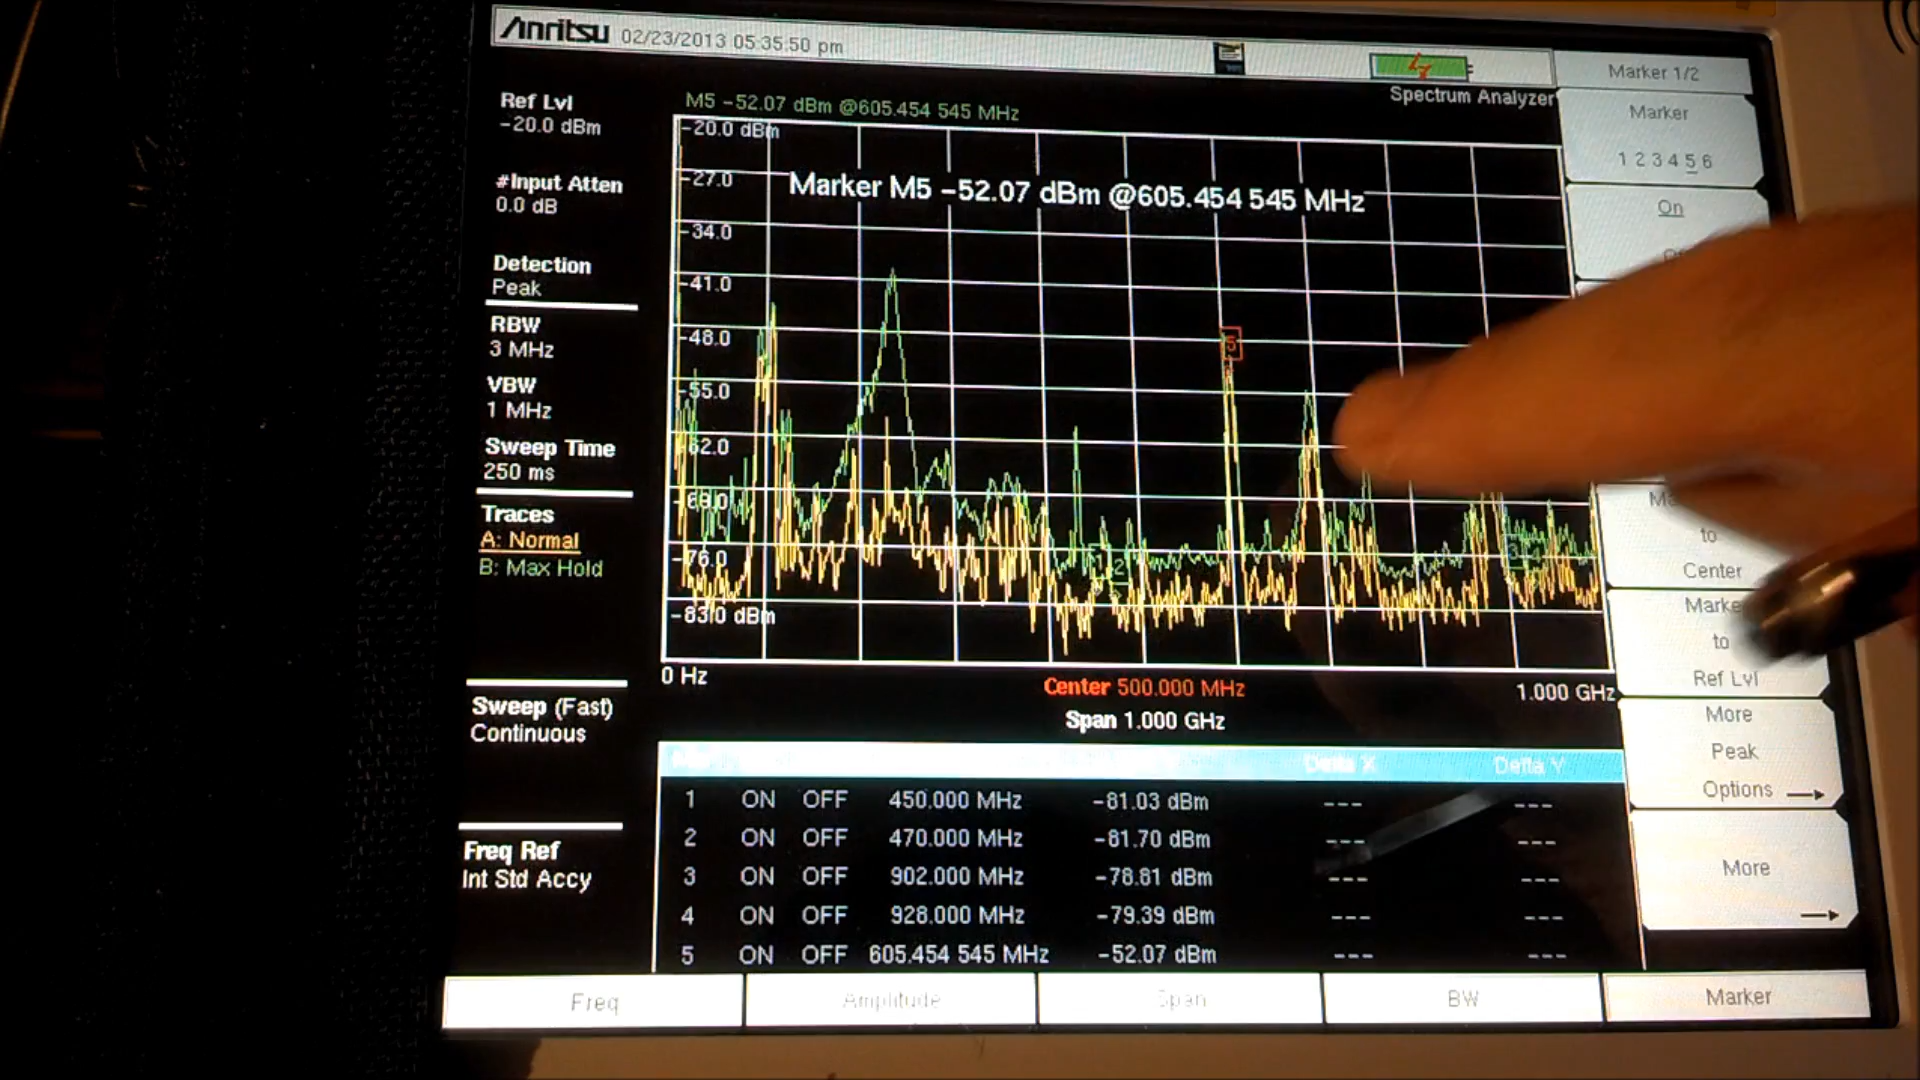 Anritsu 02/23/2013 05:35:50 pm
Marker 1/2
Spectrum Analyzer
Ref Lvl
-20.0 dBm
#Input Atten
0.0 dB
Detection
Peak
RBW
3 MHz
VBW
1 MHz
Sweep Time
250 ms
Traces
A: Normal
B: Max Hold
Sweep (Fast)
Continuous
Freq Ref
Int Std Accy
M5 -52.07 dBm @605.454 545 MHz
-20.0 dBm
-27.0
Marker M5 -52.07 dBm @605.454 545 MHz
-34.0
-41.0
-48.0
5
-55.0
-62.0
-69.0
-76.0
1 2
3 4
-83.0 dBm
0 Hz
Center 500.000 MHz
1.000 GHz
Span 1.000 GHz
Delta X Delta Y
1 ON OFF 450.000 MHz -81.03 dBm --- ---
2 ON OFF 470.000 MHz -81.70 dBm --- ---
3 ON OFF 902.000 MHz -78.81 dBm --- ---
4 ON OFF 928.000 MHz -79.39 dBm --- ---
5 ON OFF 605.454 545 MHz -52.07 dBm --- ---
Marker
1 2 3 4 5 6
On
to
Center
to
Ref Lvl
More
Peak
Options
More
Freq Amplitude Span BW Marker